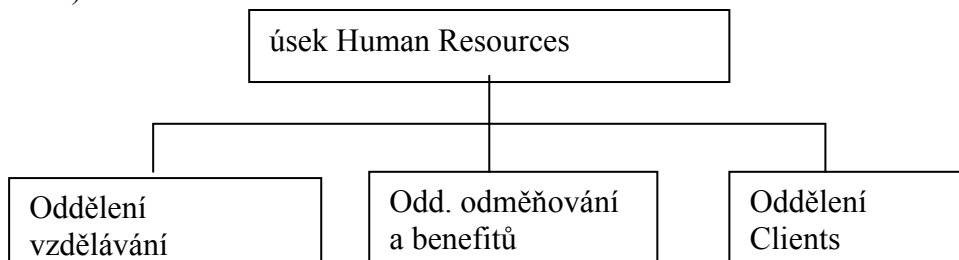 úsek Human Resources
Oddělení
vzdělávání
Odd. odměňování
a benefitů
Oddělení
Clients